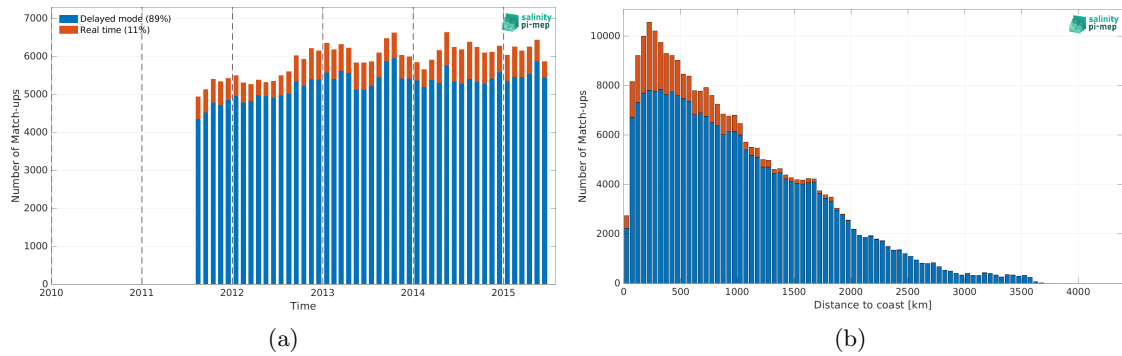 Delayed mode (89%)
Real time (11%)
salinity
pi-mep
Number of Match-ups
7000
6000
5000
4000
3000
2000
1000
0
2010 2011 2012 2013 2014 2015
Time
(a)
salinity
pi-mep
Number of Match-ups
10000
8000
6000
4000
2000
0
0 500 1000 1500 2000 2500 3000 3500 4000
Distance to coast [km]
(b)